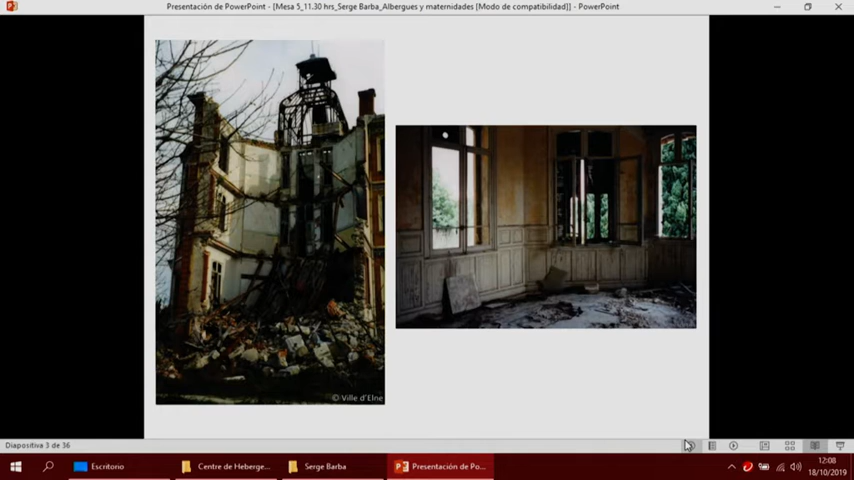 Presentación de PowerPoint - [Mesa 5_11.30 hrs_Serge Barba_Albergues y maternidades [Modo de compatibilidad]] - PowerPoint
© Ville d'Elne
Diapositiva 3 de 36
Escritorio
Centre de Heberge...
Serge Barba
Presentación de Po...
12:08
18/10/2019